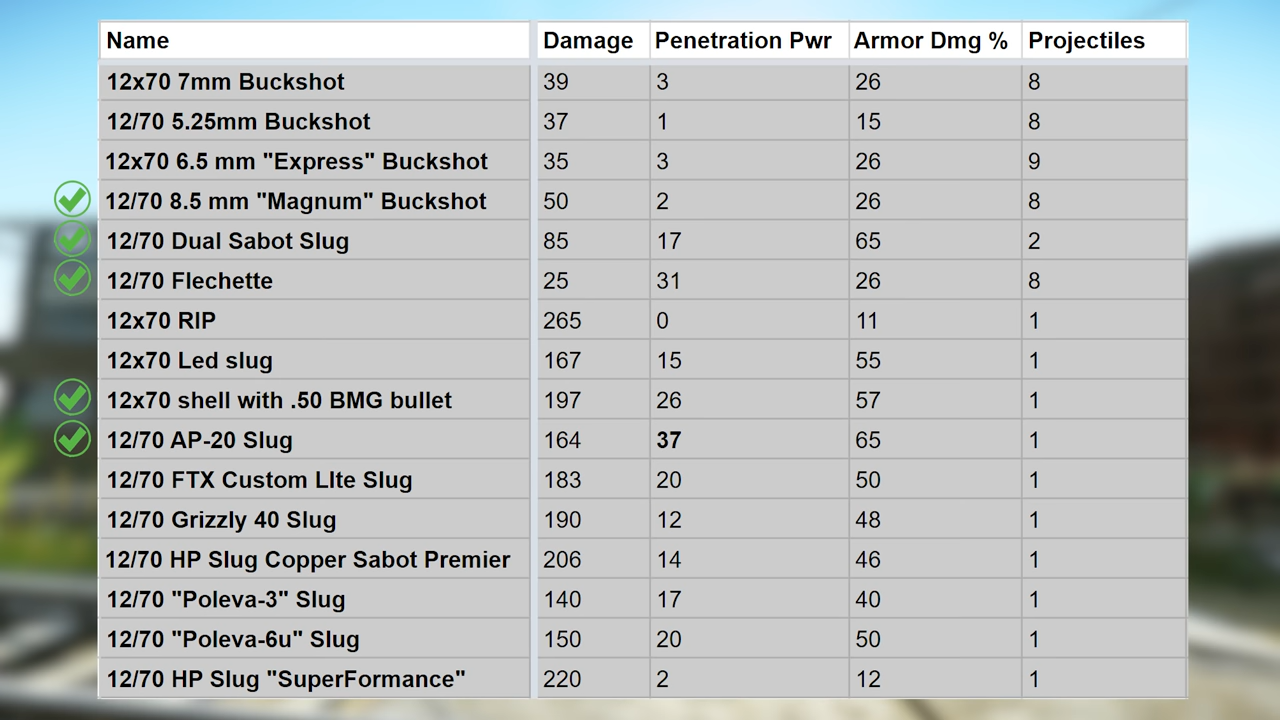 Name Damage Penetration Pwr Armor Dmg % Projectiles
12x70 7mm Buckshot 39 3 26 8
12/70 5.25mm Buckshot 37 1 15 8
12x70 6.5 mm "Express" Buckshot 35 3 26 9
12/70 8.5 mm "Magnum" Buckshot 50 2 26 8
12/70 Dual Sabot Slug 85 17 65 2
12/70 Flechette 25 31 26 8
12x70 RIP 265 0 11 1
12x70 Led slug 167 15 55 1
12x70 shell with .50 BMG bullet 197 26 57 1
12/70 AP-20 Slug 164 37 65 1
12/70 FTX Custom LIte Slug 183 20 50 1
12/70 Grizzly 40 Slug 190 12 48 1
12/70 HP Slug Copper Sabot Premier 206 14 46 1
12/70 "Poleva-3" Slug 140 17 40 1
12/70 "Poleva-6u" Slug 150 20 50 1
12/70 HP Slug "SuperFormance" 220 2 12 1